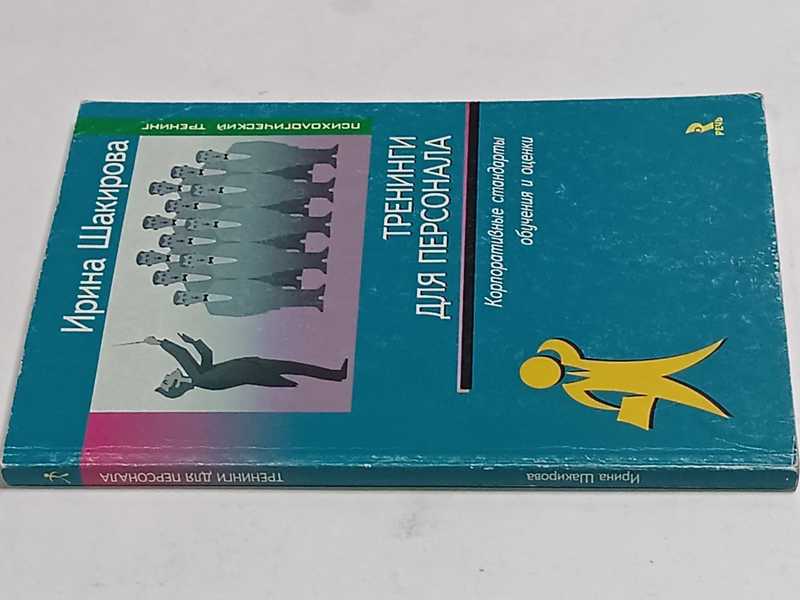 Ирина Шакирова
ПСИХОЛОГИЧЕСКИЙ ТРЕНИНГ
ТРЕНИНГИ
ДЛЯ ПЕРСОНАЛА
Корпоративные стандарты
обучения и оценки
РЕЧЬ
ТРЕНИНГИ ДЛЯ ПЕРСОНАЛА
Ирина Шакирова